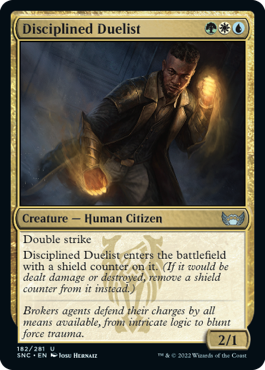 Disciplined Duelist
Creature — Human Citizen
Double strike
Disciplined Duelist enters the battlefield
with a shield counter on it. (If it would be
dealt damage or destroyed, remove a shield
counter from it instead.)
Brokers agents defend their charges by all
means available, from intricate logic to blunt
force trauma.
2/1
182/281 U
SNC • EN Josu Hernaiz
™ & © 2022 Wizards of the Coast